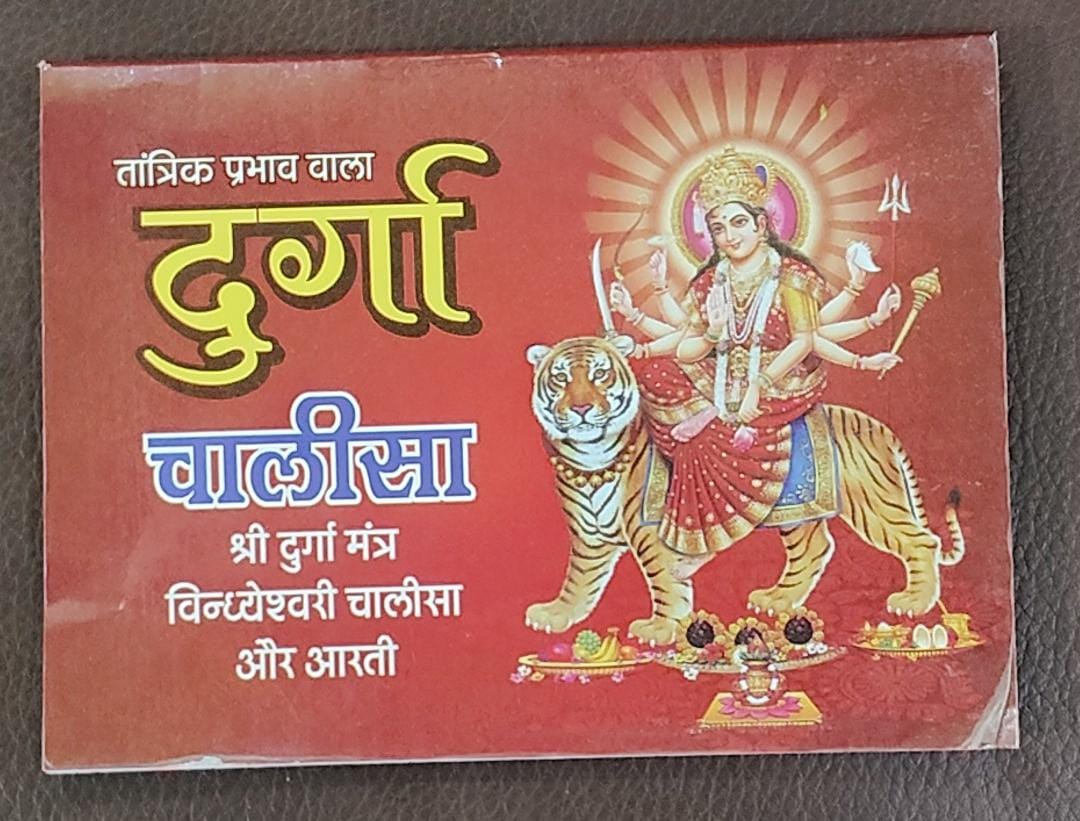 तांत्रिक प्रभाव वाला
दुर्गा
चालीसा
श्री दुर्गा मंत्र
विन्ध्येश्वरी चालीसा
और आरती